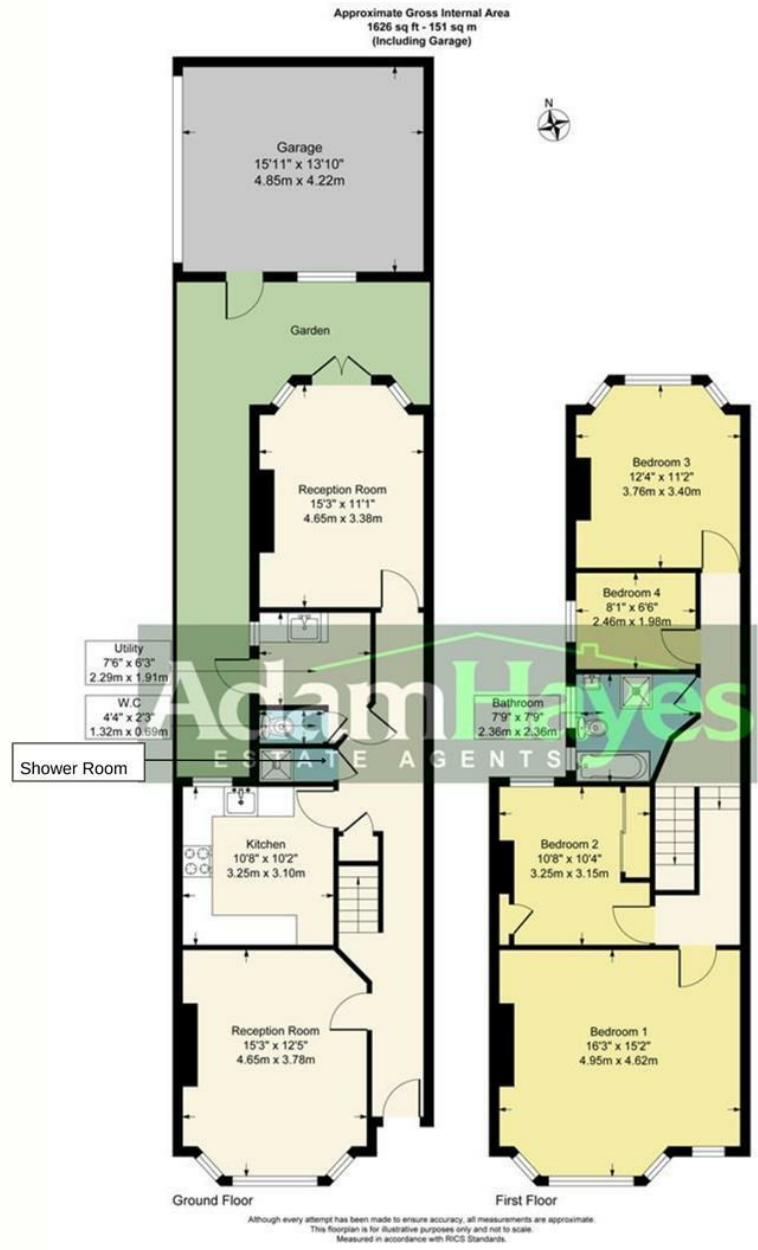 Approximate Gross Internal Area
1626 sq ft - 151 sq m
(Including Garage)
N
Garage
15'11" x 13'10"
4.85m x 4.22m
Garden
Reception Room
15'3" x 11'1"
4.65m x 3.38m
Bedroom 3
12'4" x 11'2"
3.76m x 3.40m
Bedroom 4
8'1" x 6'6"
2.46m x 1.98m
Utility
7'6" x 6'3"
2.29m x 1.91m
W.C
4'4" x 2'3"
1.32m x 0.69m
Shower Room
Bathroom
7'9" x 7'9"
2.36m x 2.36m
AdamHayes
ESTATE AGENTS
Kitchen
10'8" x 10'2"
3.25m x 3.10m
Bedroom 2
10'8" x 10'4"
3.25m x 3.15m
Reception Room
15'3" x 12'5"
4.65m x 3.78m
Bedroom 1
16'3" x 15'2"
4.95m x 4.62m
Ground Floor
First Floor
Although every attempt has been made to ensure accuracy, all measurements are approximate.
This floorplan is for illustrative purposes only and not to scale.
Measured in accordance with RICS Standards.